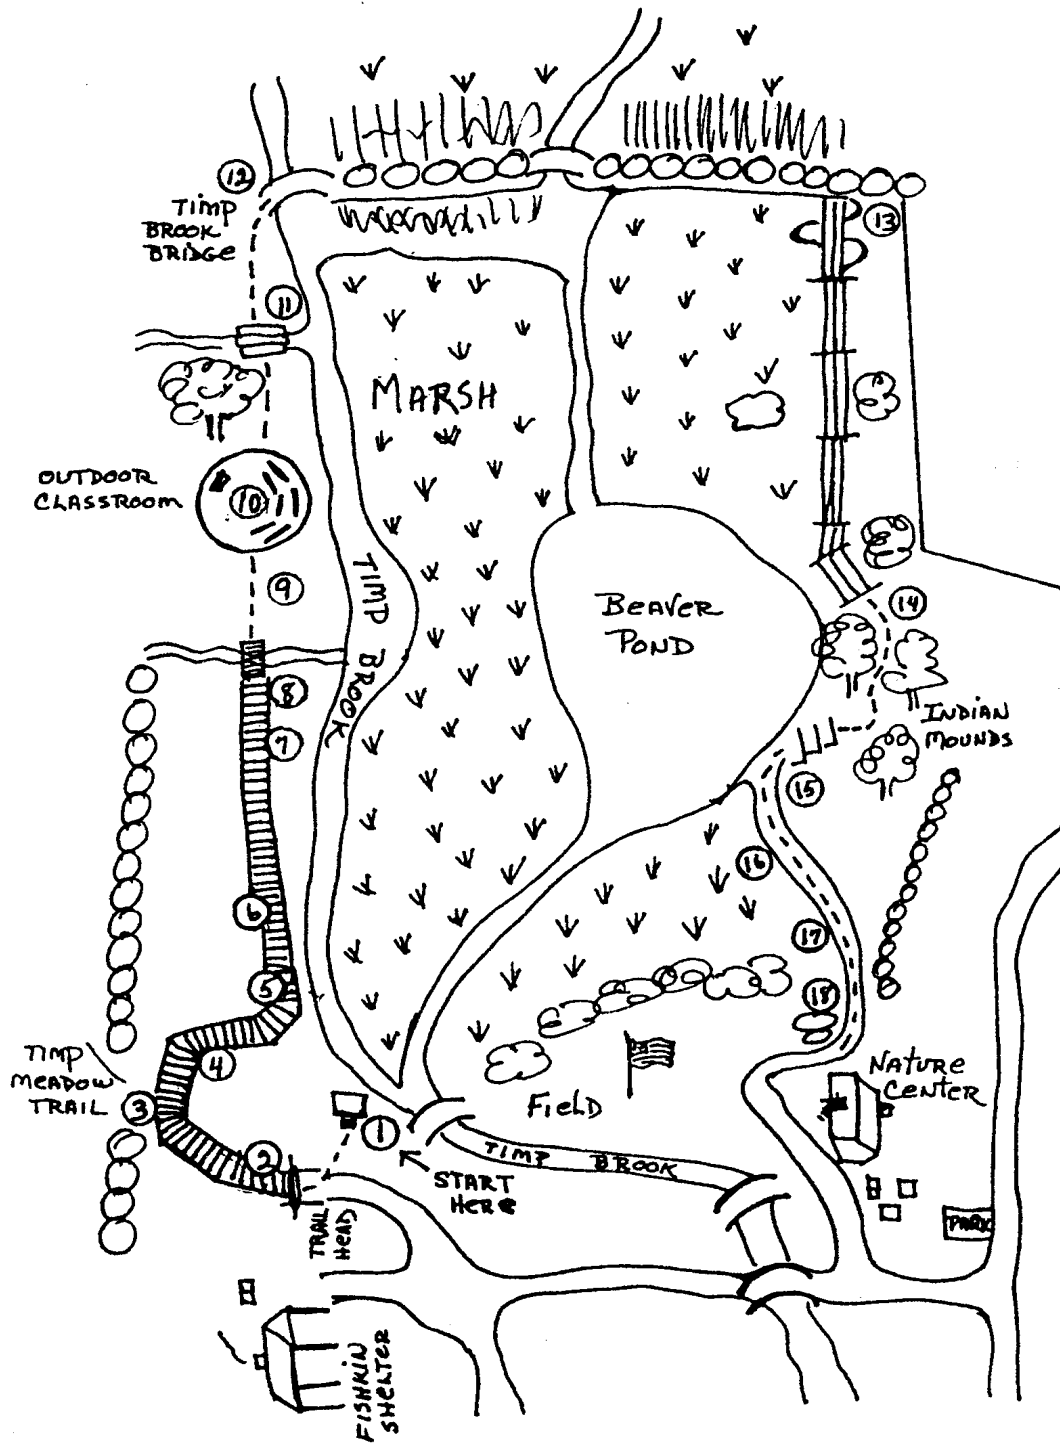 12
TIMP
BROOK
BRIDGE
13
11
MARSH
OUTDOOR
CLASSROOM
10
9
TIMP BROOK
BEAVER
POND
14
8
7
INDIAN
MOUNDS
15
16
6
17
5
18
TIMP
MEADOW
TRAIL
4
3
NATURE
CENTER
FIELD
1
2
START
HERE
TIMP BROOK
TRAIL
HEAD
PARK
FISHKIN
SHELTER